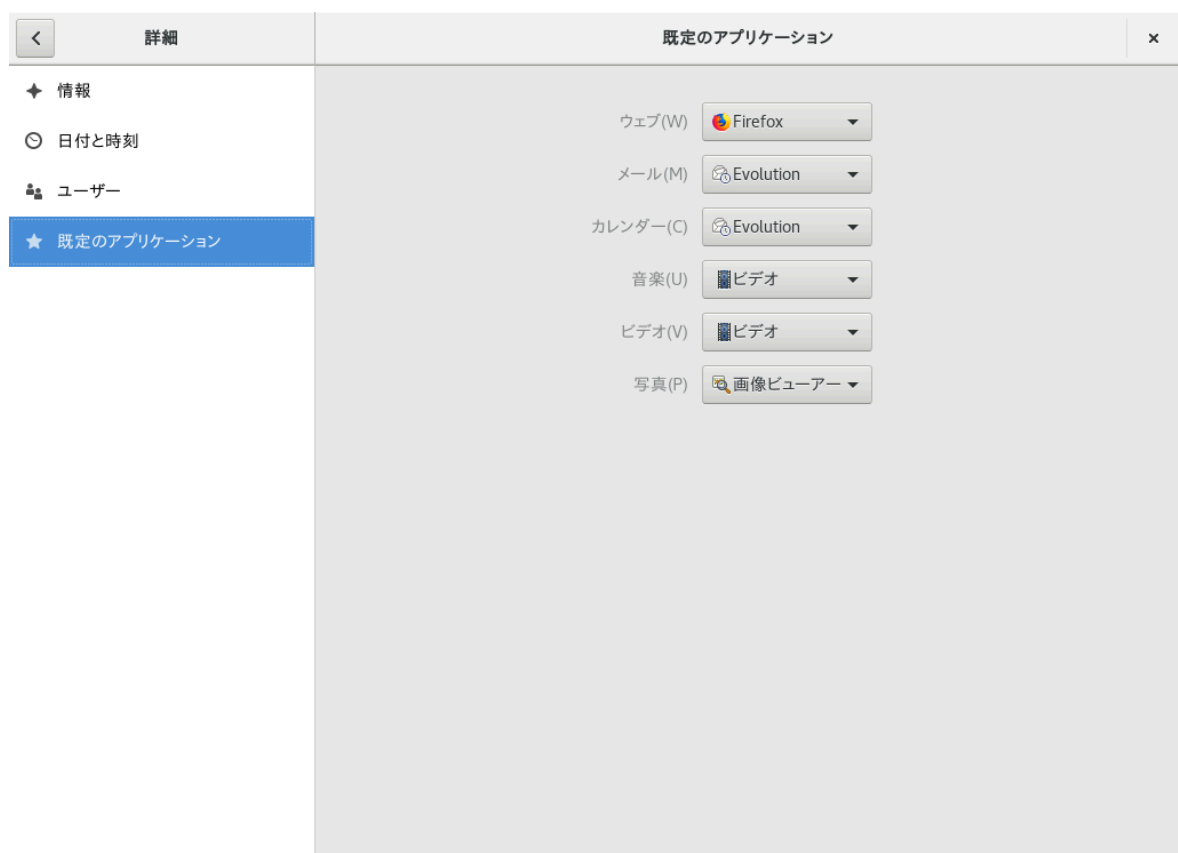 詳細
既定のアプリケーション
情報
日付と時刻
ユーザー
既定のアプリケーション
ウェブ(W) Firefox
メール(M) Evolution
カレンダー(C) Evolution
音楽(U) ビデオ
ビデオ(V) ビデオ
写真(P) 画像ビューアー